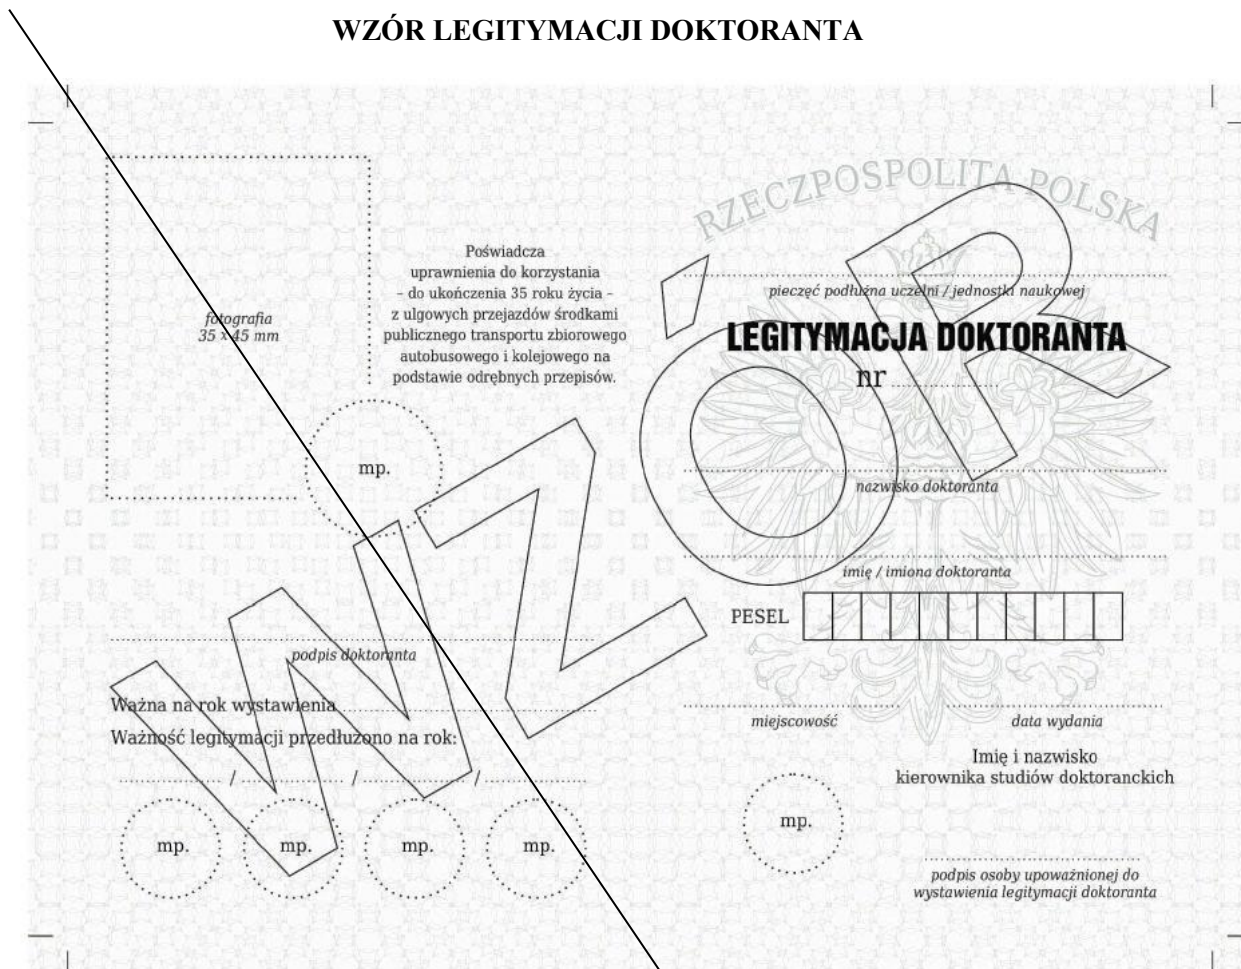 WZÓR LEGITYMACJI DOKTORANTA
fotografia
35 x 45 mm
Poświadcza
uprawnienia do korzystania
– do ukończenia 35 roku życia –
z ulgowych przejazdów środkami
publicznego transportu zbiorowego
autobusowego i kolejowego na
podstawie odrębnych przepisów.
mp.
podpis doktoranta
Ważna na rok wystawienia
Ważność legitymacji przedłużono na rok:
/ / /
mp. mp. mp. mp.
RZECZPOSPOLITA POLSKA
pieczęć podłużna uczelni / jednostki naukowej
LEGITYMACJA DOKTORANTA
nr
nazwisko doktoranta
imię / imiona doktoranta
PESEL
miejscowość data wydania
Imię i nazwisko
kierownika studiów doktoranckich
mp.
podpis osoby upoważnionej do
wystawienia legitymacji doktoranta
WZÓR